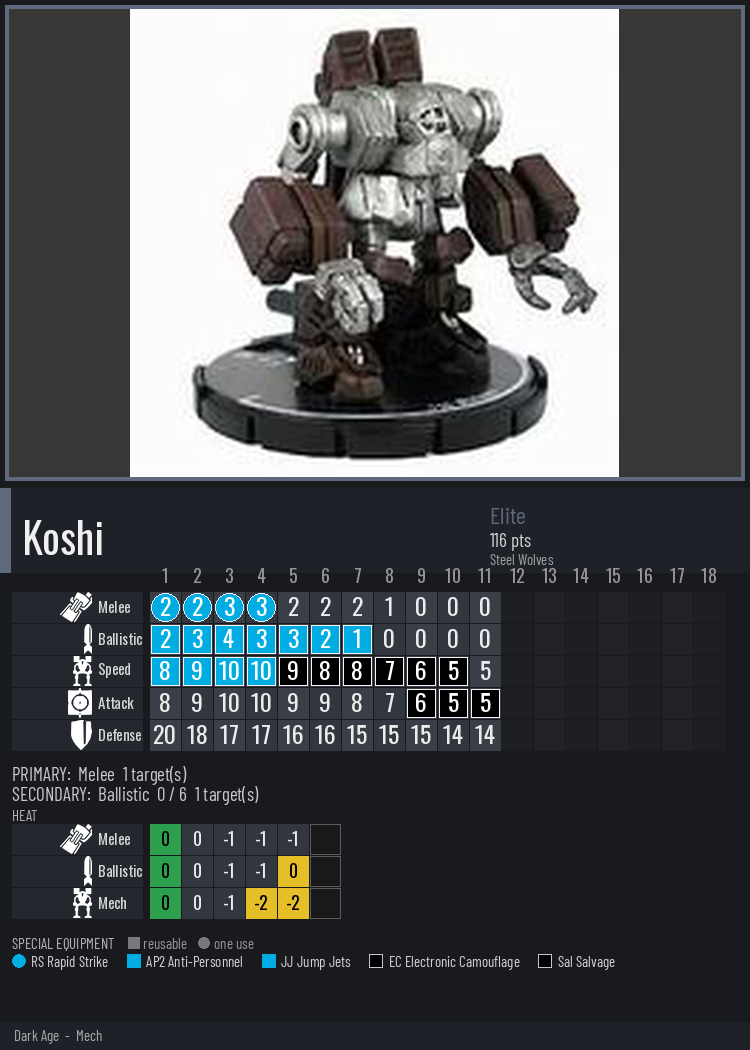 Koshi
Elite
116 pts
Steel Wolves
1 2 3 4 5 6 7 8 9 10 11 12 13 14 15 16 17 18
Melee 2 2 3 3 2 2 2 1 0 0 0
Ballistic 2 3 4 3 3 2 1 0 0 0 0
Speed 8 9 10 10 9 8 8 7 6 5 5
Attack 8 9 10 10 9 9 8 7 6 5 5
Defense 20 18 17 17 16 16 15 15 15 14 14
PRIMARY: Melee 1 target(s)
SECONDARY: Ballistic 0 / 6 1 target(s)
HEAT
Melee 0 0 -1 -1 -1
Ballistic 0 0 -1 -1 0
Mech 0 0 -1 -2 -2
SPECIAL EQUIPMENT reusable one use
RS Rapid Strike AP2 Anti-Personnel JJ Jump Jets EC Electronic Camouflage Sal Salvage
Dark Age - Mech